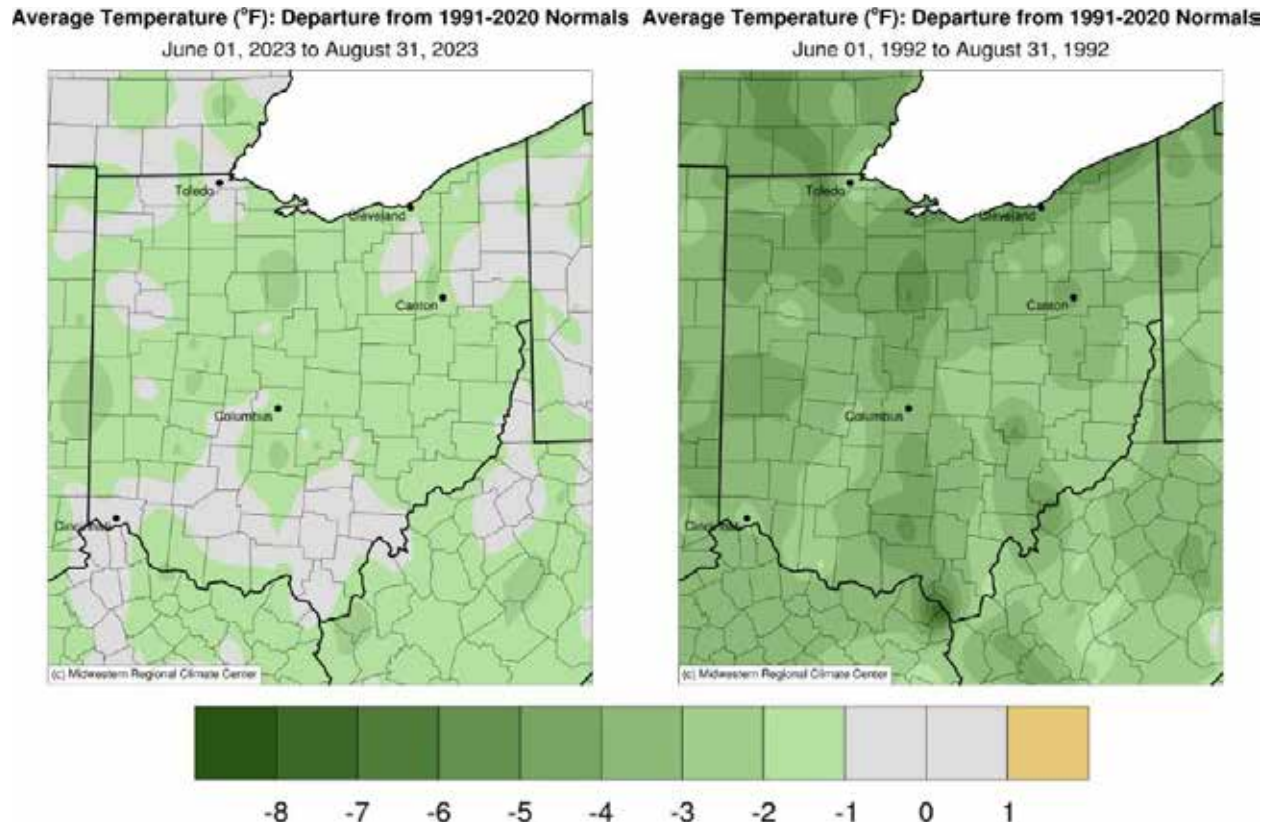 Average Temperature (°F): Departure from 1991-2020 Normals
June 01, 2023 to August 31, 2023
Toledo
Cleveland
Canton
Columbus
Cincinnati
(c) Midwestern Regional Climate Center
Average Temperature (°F): Departure from 1991-2020 Normals
June 01, 1992 to August 31, 1992
Toledo
Cleveland
Canton
Columbus
Cincinnati
(c) Midwestern Regional Climate Center
-8 -7 -6 -5 -4 -3 -2 -1 0 1